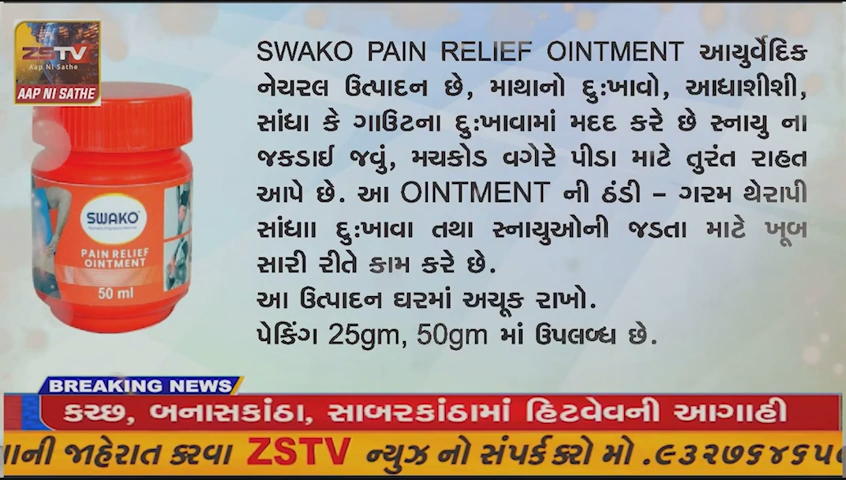 ZSTV
Aap Ni Sathe
AAP NI SATHE
SWAKO PAIN RELIEF OINTMENT આયુર્વેદિક
નેચરલ ઉત્પાદન છે, માથાનો દુઃખાવો, આધાશીશી,
સાંધા કે ગાઉટના દુઃખાવામાં મદદ કરે છે સ્નાયુ ના
જકડાઈ જવું, મચકોડ વગેરે પીડા માટે તુરંત રાહત
આપે છે. આ OINTMENT ની ઠંડી – ગરમ થેરાપી
સાંધાા દુઃખાવા તથા સ્નાયુઓની જડતા માટે ખૂબ
સારી રીતે કામ કરે છે.
આ ઉત્પાદન ઘરમાં અચૂક રાખો.
પેકિંગ 25gm, 50gm માં ઉપલબ્ધ છે.
SWAKO
PAIN RELIEF
OINTMENT
50 ml
BREAKING NEWS
કચ્છ, બનાસકાંઠા, સાબરકાંઠામાં હિટવેવની આગાહી
ની જાહેરાત કરવા ZSTV ન્યુઝ નો સંપર્ક કરો મો .૯૩૨૭૬૪૬૫